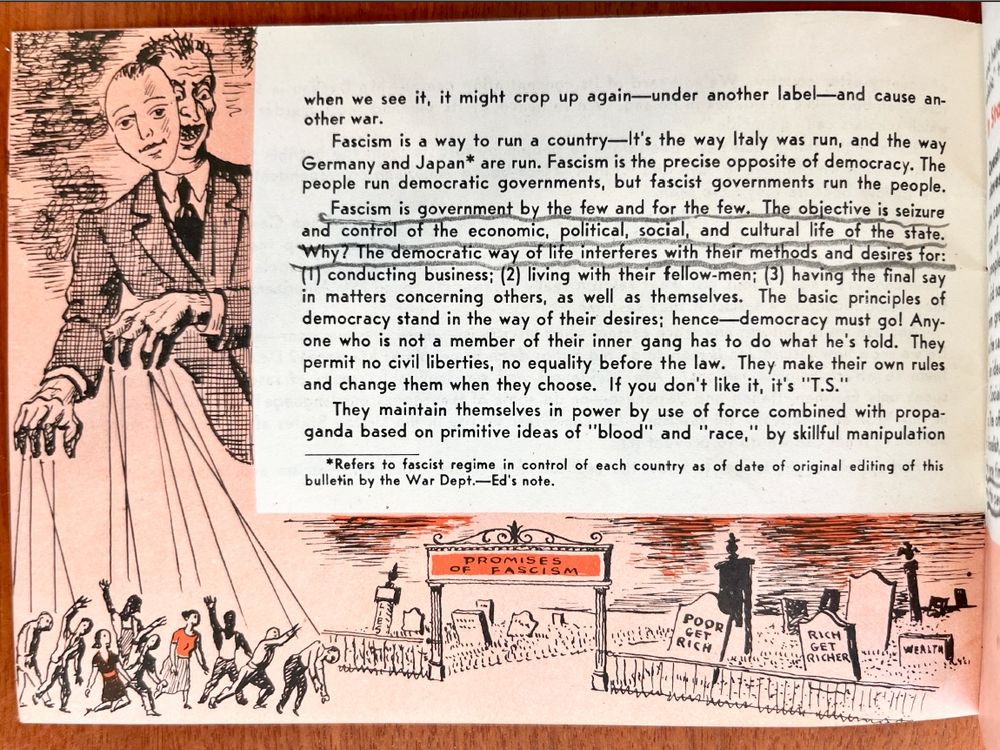 when we see it, it might crop up again—under another label—and cause an-
other war.
Fascism is a way to run a country—It's the way Italy was run, and the way
Germany and Japan* are run. Fascism is the precise opposite of democracy. The
people run democratic governments, but fascist governments run the people.
Fascism is government by the few and for the few. The objective is seizure
and control of the economic, political, social, and cultural life of the state.
Why? The democratic way of life interferes with their methods and desires for:
(1) conducting business; (2) living with their fellow-men; (3) having the final say
in matters concerning others, as well as themselves. The basic principles of
democracy stand in the way of their desires; hence—democracy must go! Any-
one who is not a member of their inner gang has to do what he's told. They
permit no civil liberties, no equality before the law. They make their own rules
and change them when they choose. If you don't like it, it's "T.S."
They maintain themselves in power by use of force combined with propa-
ganda based on primitive ideas of "blood" and "race," by skillful manipulation
*Refers to fascist regime in control of each country as of date of original editing of this
bulletin by the War Dept.—Ed's note.
PROMISES
OF FASCISM
LIES
POOR
GET
RICH
RICH
GET
RICHER
WEALTH